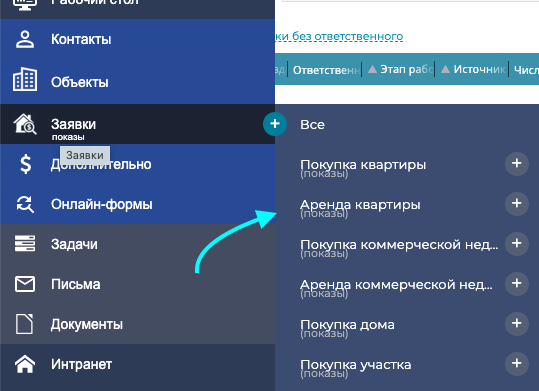 Рабочий стол
Контакты
Объекты
Заявки
показы
Заявки
Дополнительно
Онлайн-формы
Задачи
Письма
Документы
Интранет
ки без ответственного
Ответственн
Этап рабо
Источник
Числ
Все
Покупка квартиры
(показы)
Аренда квартиры
(показы)
Покупка коммерческой нед...
(показы)
Аренда коммерческой нед...
(показы)
Покупка дома
(показы)
Покупка участка
(показы)